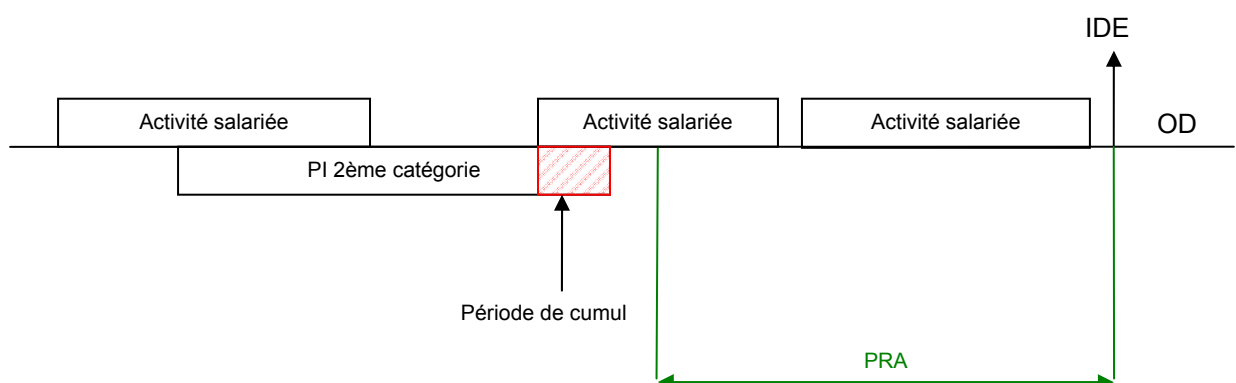 IDE
Activité salariée
Activité salariée
Activité salariée
OD
PI 2ème catégorie
Période de cumul
PRA